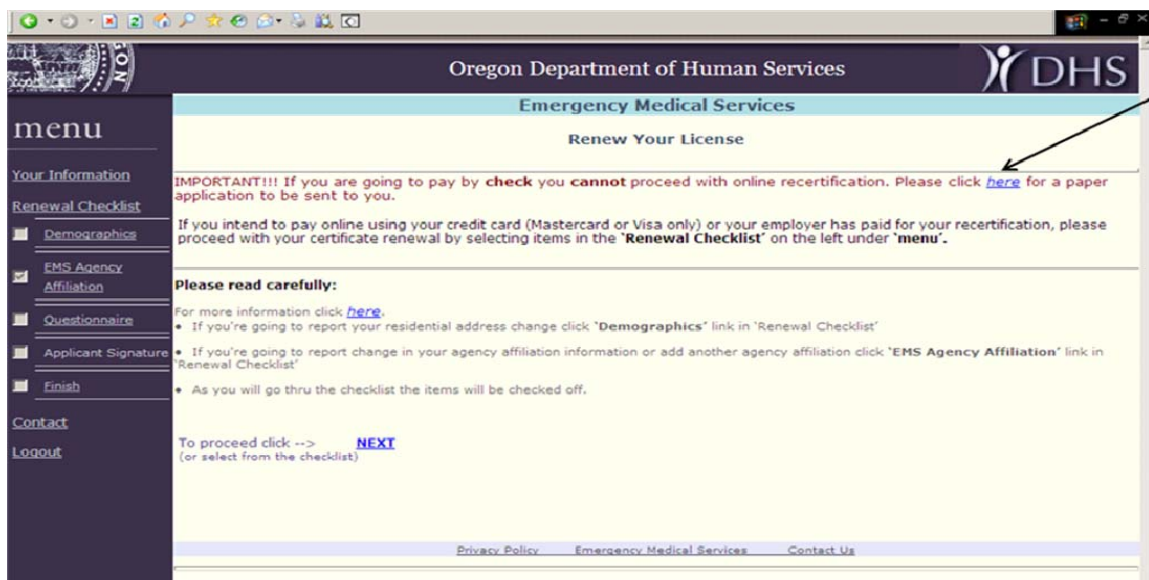 Oregon Department of Human Services
DHS
Emergency Medical Services
menu
Renew Your License
Your Information
Renewal Checklist
Demographics
EMS Agency
Affiliation
Questionnaire
Applicant Signature
Finish
Contact
Logout
IMPORTANT!!! If you are going to pay by check you cannot proceed with online recertification. Please click here for a paper
application to be sent to you.
If you intend to pay online using your credit card (Mastercard or Visa only) or your employer has paid for your recertification, please
proceed with your certificate renewal by selecting items in the `Renewal Checklist´ on the left under `menu´.
Please read carefully:
For more information click here.
• If you're going to report your residential address change click `Demographics´ link in `Renewal Checklist´
• If you're going to report change in your agency affiliation information or add another agency affiliation click `EMS Agency Affiliation´ link in
`Renewal Checklist´
• As you will go thru the checklist the items will be checked off.
To proceed click --> NEXT
(or select from the checklist)
Privacy Policy Emergency Medical Services Contact Us